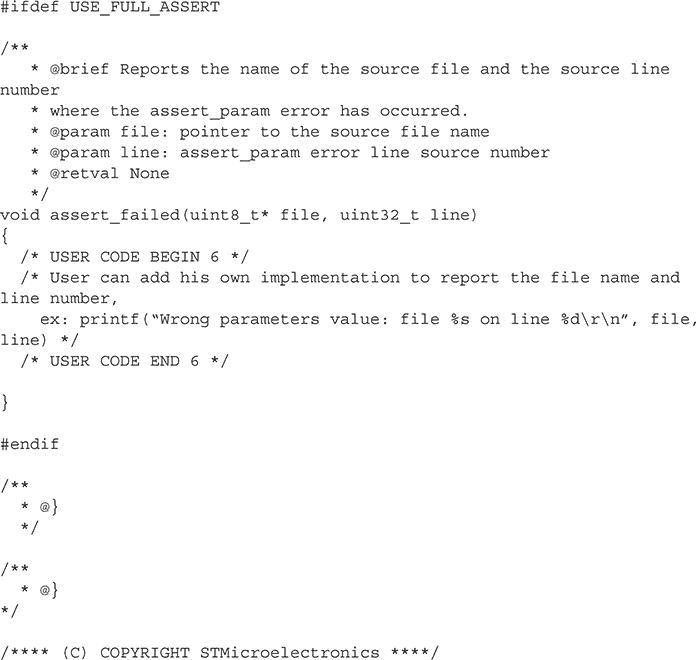 #ifdef USE_FULL_ASSERT

/**
   * @brief Reports the name of the source file and the source line
number
   * where the assert_param error has occurred.
   * @param file: pointer to the source file name
   * @param line: assert_param error line source number
   * @retval None
   */
void assert_failed(uint8_t* file, uint32_t line)
{
  /* USER CODE BEGIN 6 */
  /* User can add his own implementation to report the file name and
line number,
    ex: printf(“Wrong parameters value: file %s on line %d\r\n”, file,
line) */
  /* USER CODE END 6 */

}

#endif

/**
  * @}
  */

/**
  * @}
*/

/**** (C) COPYRIGHT STMicroelectronics ****/